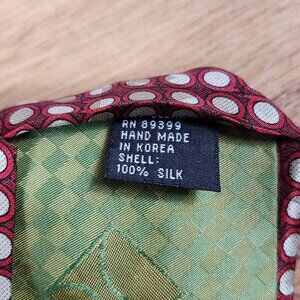 RN 89399
HAND MADE
IN KOREA
SHELL:
100% SILK